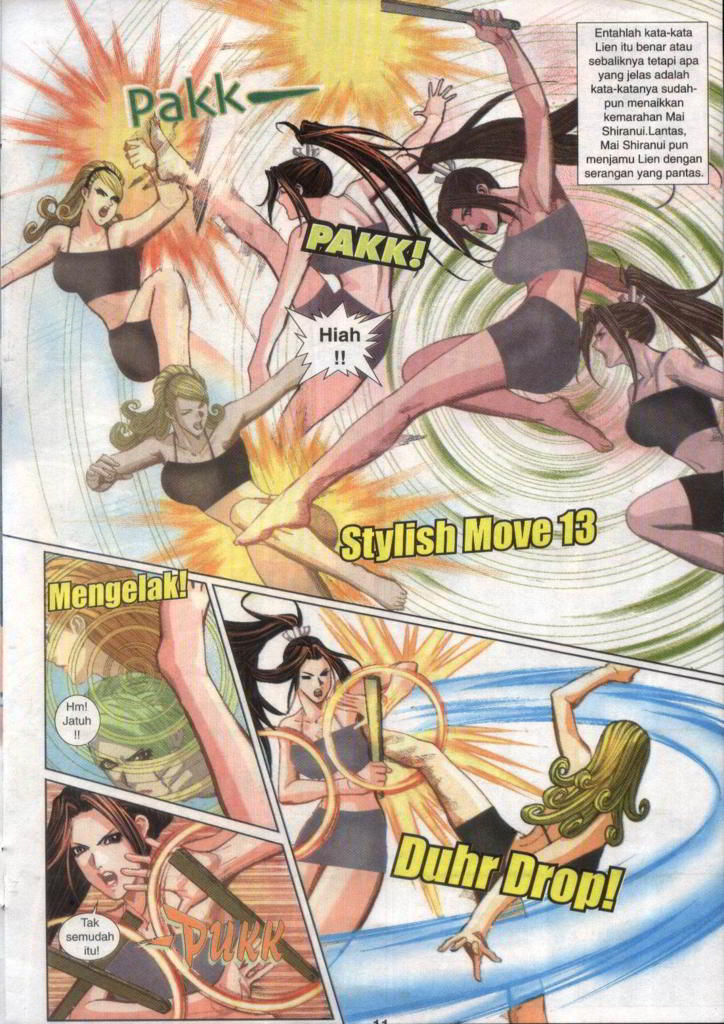 Entahlah kata-kata
Lien itu benar atau
sebaliknya tetapi apa
yang jelas adalah
kata-katanya sudah-
pun menaikkan
kemarahan Mai
Shiranui.Lantas,
Mai Shiranui pun
menjamu Lien dengan
serangan yang pantas.
Pakk
PAKK!
Hiah
!!
Stylish Move 13
Mengelak!
Hm!
Jatuh
!!
Duhr Drop!
Tak
semudah
itu!
PUKK
11